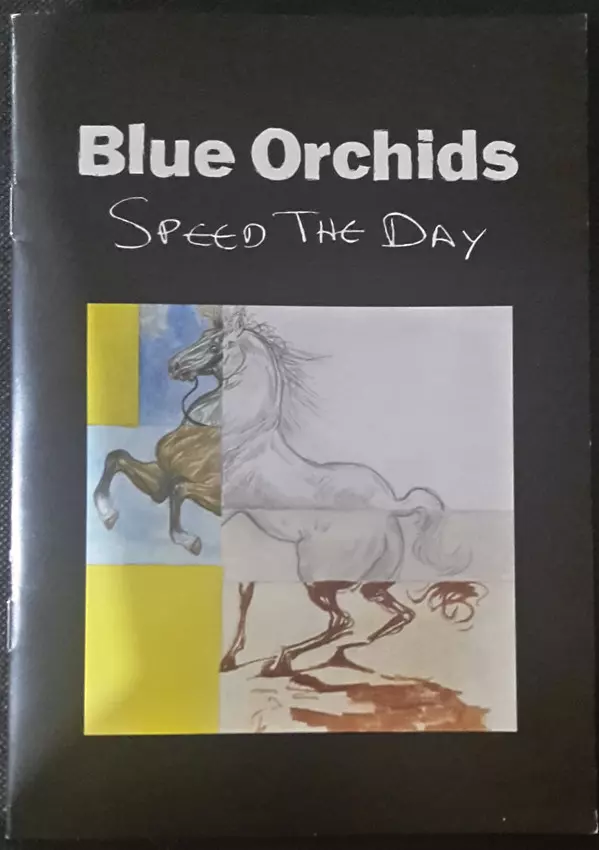 Blue Orchids
SPEED THE DAY